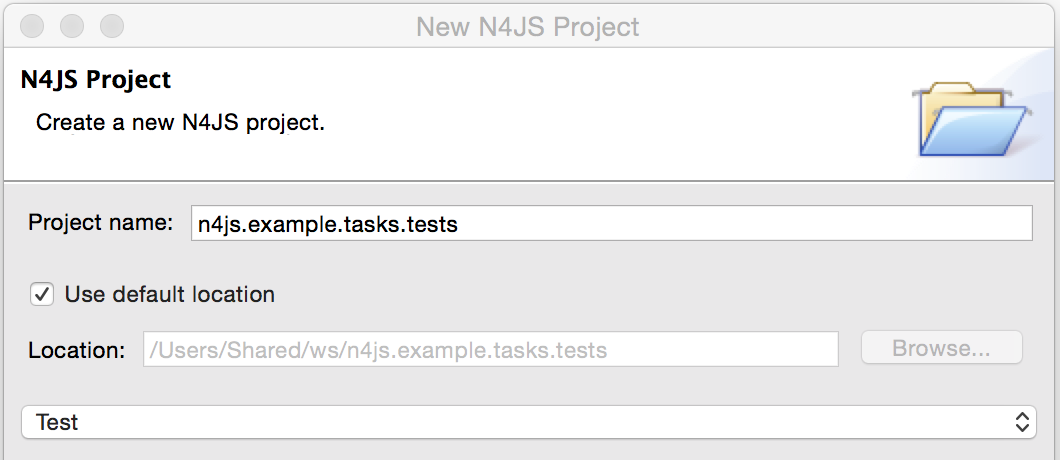 New N4JS Project
N4JS Project
Create a new N4JS project.
Project name: n4js.example.tasks.tests
Use default location
Location: /Users/Shared/ws/n4js.example.tasks.tests Browse...
Test